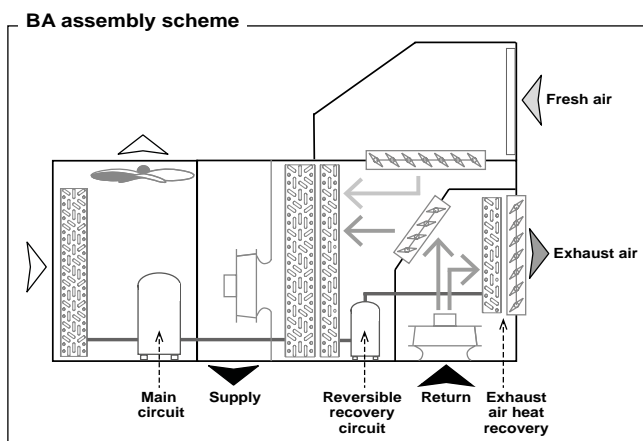 BA assembly scheme
Fresh air
Exhaust air
Main
circuit
Supply
Reversible
recovery
circuit
Return
Exhaust
air heat
recovery